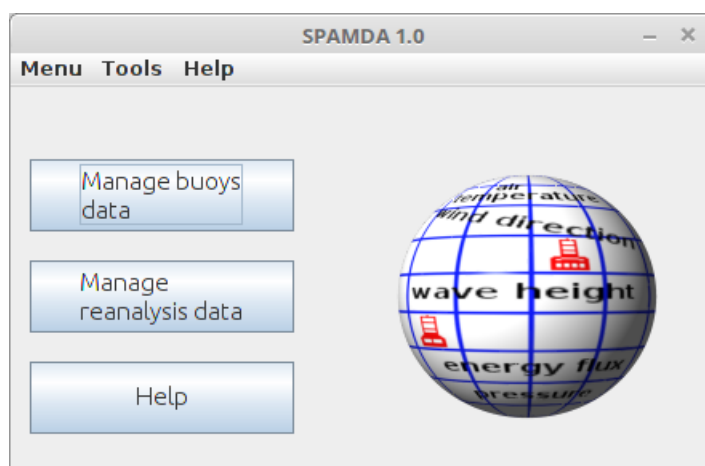 SPAMDA 1.0
Menu Tools Help
Manage buoys
data
Manage
reanalysis data
Help
air
temperature
wind direction
wave height
energy flux
pressure